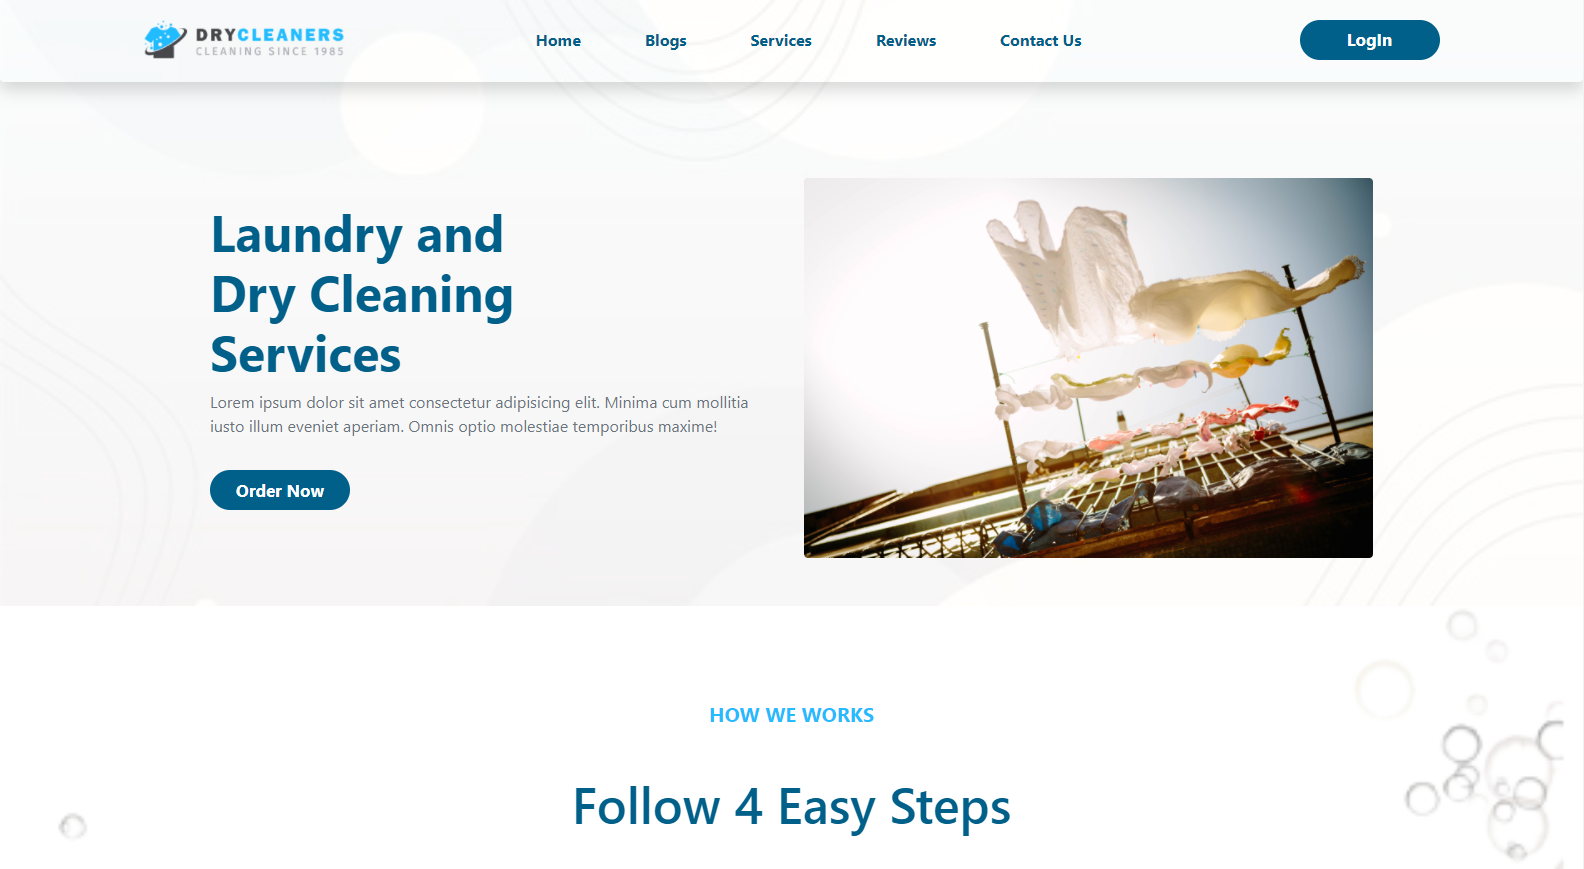 DRYCLEANERS
CLEANING SINCE 1985
Home
Blogs
Services
Reviews
Contact Us
LogIn
Laundry and
Dry Cleaning
Services
Lorem ipsum dolor sit amet consectetur adipisicing elit. Minima cum mollitia
iusto illum eveniet aperiam. Omnis optio molestiae temporibus maxime!
Order Now
HOW WE WORKS
Follow 4 Easy Steps